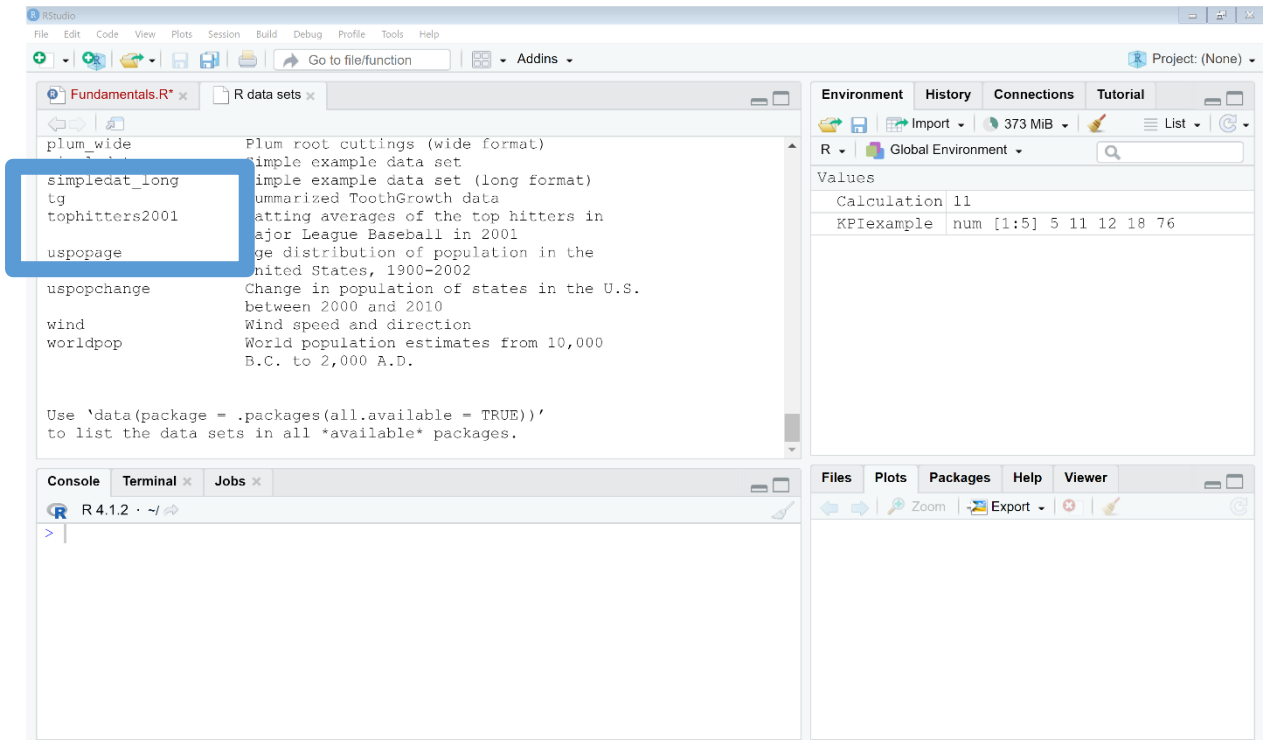 RStudio
File Edit Code View Plots Session Build Debug Profile Tools Help
Go to file/function Addins Project: (None)
Fundamentals.R* R data sets
plum_wide Plum root cuttings (wide format)
example data set
simpledat_long imple example data set (long format)
tg ummarized ToothGrowth data
tophitters2001 atting averages of the top hitters in
ajor League Baseball in 2001
uspopage ge distribution of population in the
nited States, 1900-2002
uspopchange Change in population of states in the U.S.
between 2000 and 2010
wind Wind speed and direction
worldpop World population estimates from 10,000
B.C. to 2,000 A.D.
Use ‘data(package = .packages(all.available = TRUE))’
to list the data sets in all *available* packages.
Console Terminal Jobs
R 4.1.2 · ~/
>
Environment History Connections Tutorial
Import 373 MiB List
R Global Environment
Values
Calculation 11
KPIexample num [1:5] 5 11 12 18 76
Files Plots Packages Help Viewer
Zoom Export